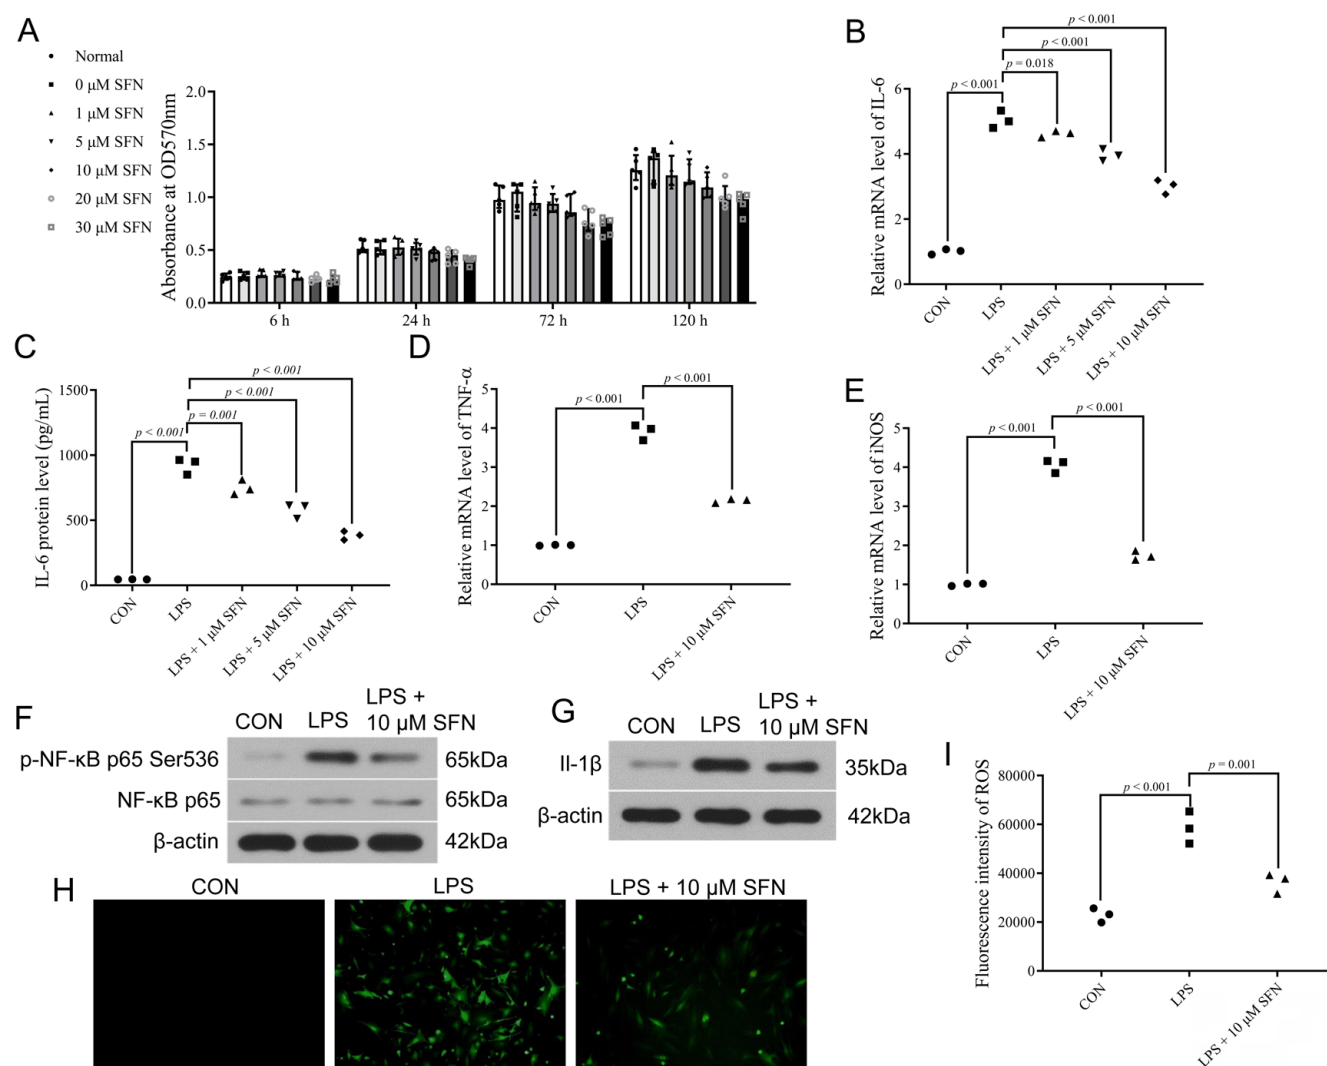 A
Normal
0 μM SFN
1 μM SFN
5 μM SFN
10 μM SFN
20 μM SFN
30 μM SFN
Absorbance at OD570nm
2.0
1.5
1.0
0.5
0.0
6 h
24 h
72 h
120 h
B
Relative mRNA level of IL-6
6
4
2
0
p < 0.001
p < 0.001
p = 0.018
p < 0.001
CON
LPS
LPS + 1 μM SFN
LPS + 5 μM SFN
LPS + 10 μM SFN
C
IL-6 protein level (pg/mL)
1500
1000
500
0
p < 0.001
p < 0.001
p = 0.001
p < 0.001
CON
LPS
LPS + 1 μM SFN
LPS + 5 μM SFN
LPS + 10 μM SFN
D
Relative mRNA level of TNF-α
5
4
3
2
1
0
p < 0.001
p < 0.001
CON
LPS
LPS + 10 μM SFN
E
Relative mRNA level of iNOS
5
4
3
2
1
0
p < 0.001
p < 0.001
CON
LPS
LPS + 10 μM SFN
F
CON
LPS
LPS +
10 μM SFN
p-NF-κB p65 Ser536
65kDa
NF-κB p65
65kDa
β-actin
42kDa
G
CON
LPS
LPS +
10 μM SFN
Il-1β
35kDa
β-actin
42kDa
H
CON
LPS
LPS + 10 μM SFN
I
Fluorescence intensity of ROS
80000
60000
40000
20000
0
p < 0.001
p = 0.001
CON
LPS
LPS + 10 μM SFN